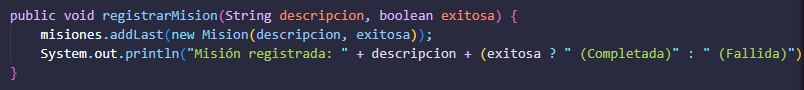 public void registrarMision(String descripcion, boolean exitosa) {
    misiones.addLast(new Mision(descripcion, exitosa));
    System.out.println("Misión registrada: " + descripcion + (exitosa ? " (Completada)" : " (Fallida)")
}